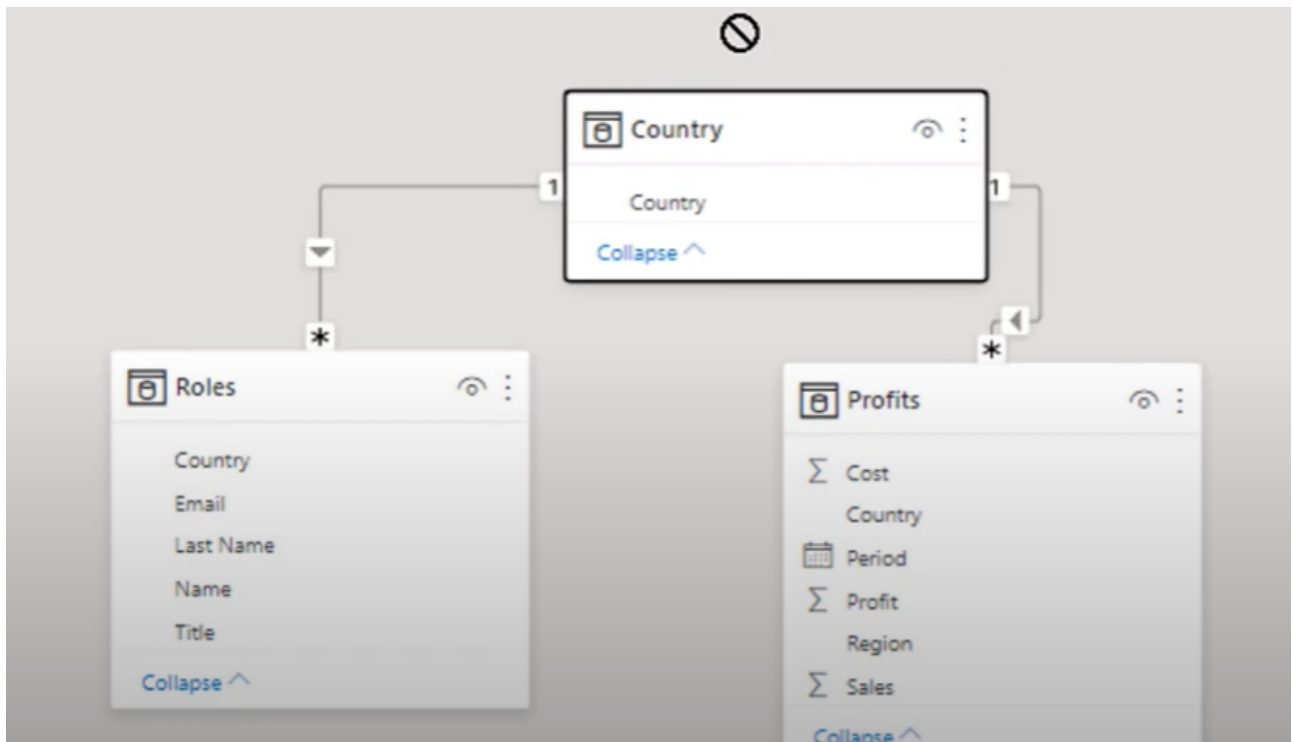 Country
1
1
Country
Collapse
*
*
Roles
Country
Email
Last Name
Name
Title
Collapse
Profits
Σ Cost
Country
Period
Σ Profit
Region
Σ Sales
Collapse